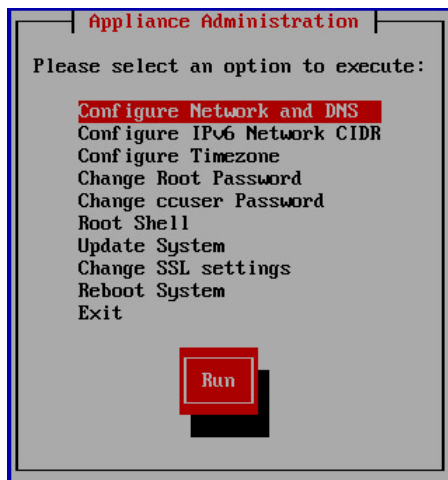 Appliance Administration
Please select an option to execute:
Configure Network and DNS
Configure IPv6 Network CIDR
Configure Timezone
Change Root Password
Change ccuser Password
Root Shell
Update System
Change SSL settings
Reboot System
Exit
Run